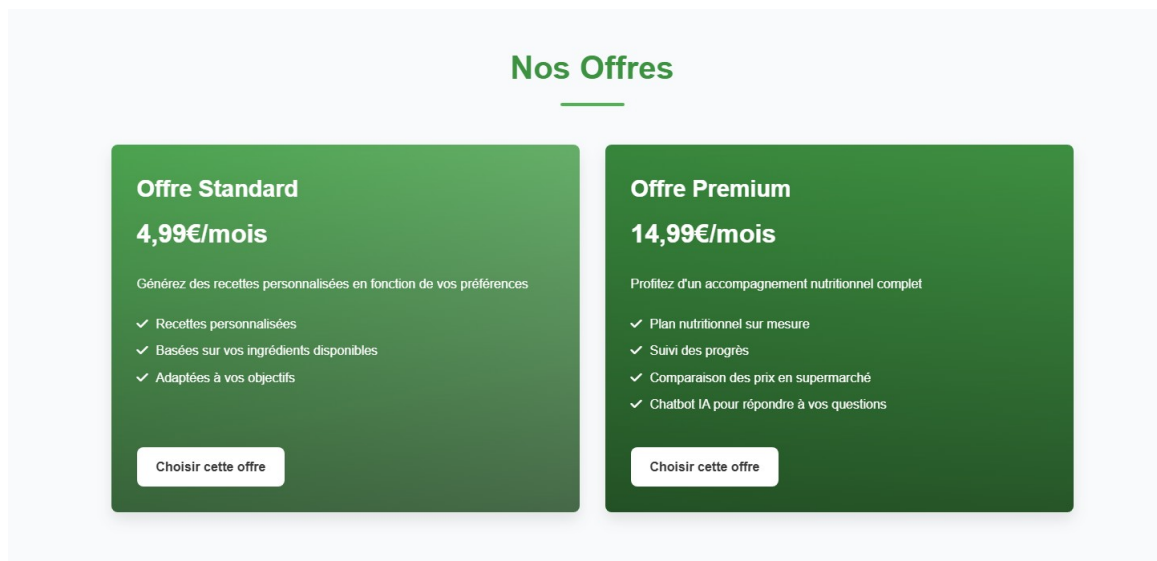 Nos Offres
Offre Standard
4,99€/mois
Générez des recettes personnalisées en fonction de vos préférences
Recettes personnalisées
Basées sur vos ingrédients disponibles
Adaptées à vos objectifs
Choisir cette offre
Offre Premium
14,99€/mois
Profitez d'un accompagnement nutritionnel complet
Plan nutritionnel sur mesure
Suivi des progrès
Comparaison des prix en supermarché
Chatbot IA pour répondre à vos questions
Choisir cette offre